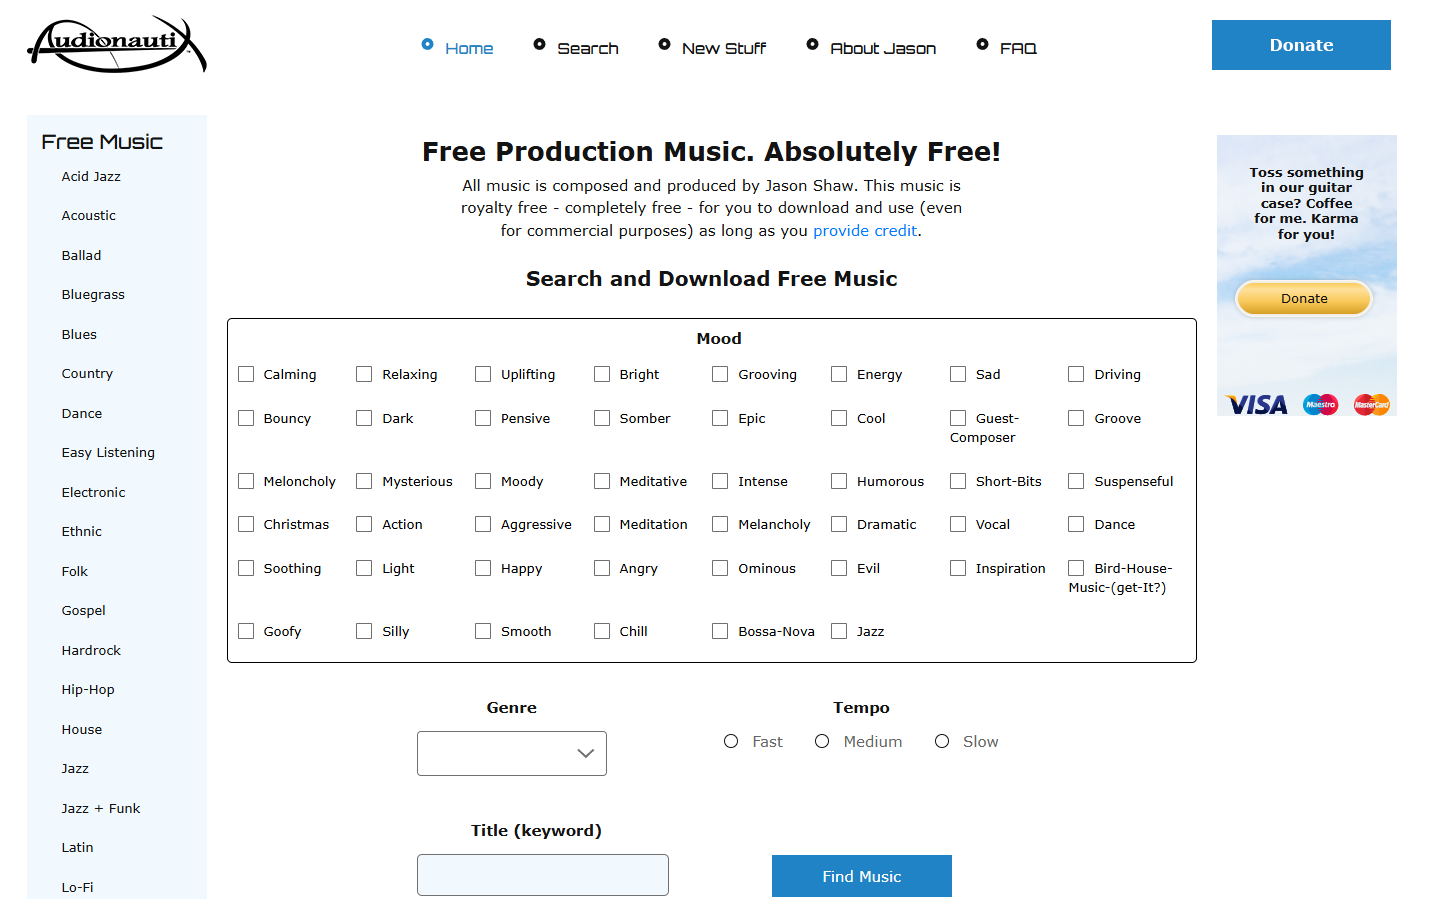 AudionautiX
Home
Search
New Stuff
About Jason
FAQ
Donate
Free Music
Acid Jazz
Acoustic
Ballad
Bluegrass
Blues
Country
Dance
Easy Listening
Electronic
Ethnic
Folk
Gospel
Hardrock
Hip-Hop
House
Jazz
Jazz + Funk
Latin
Lo-Fi
Free Production Music. Absolutely Free!
All music is composed and produced by Jason Shaw. This music is
royalty free - completely free - for you to download and use (even
for commercial purposes) as long as you provide credit.
Search and Download Free Music
Mood
Calming
Relaxing
Uplifting
Bright
Grooving
Energy
Sad
Driving
Bouncy
Dark
Pensive
Somber
Epic
Cool
Guest-
Composer
Groove
Meloncholy
Mysterious
Moody
Meditative
Intense
Humorous
Short-Bits
Suspenseful
Christmas
Action
Aggressive
Meditation
Melancholy
Dramatic
Vocal
Dance
Soothing
Light
Happy
Angry
Ominous
Evil
Inspiration
Bird-House-
Music-(get-It?)
Goofy
Silly
Smooth
Chill
Bossa-Nova
Jazz
Genre
Tempo
Fast
Medium
Slow
Title (keyword)
Find Music
Toss something
in our guitar
case? Coffee
for me. Karma
for you!
Donate
VISA
Maestro
MasterCard